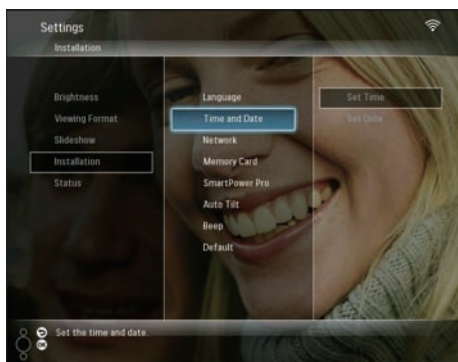 Settings
Installation
Brightness
Viewing Format
Slideshow
Installation
Status
Language
Time and Date
Network
Memory Card
SmartPower Pro
Auto Tilt
Beep
Default
Set Time
Set Date
Set the time and date.
OK